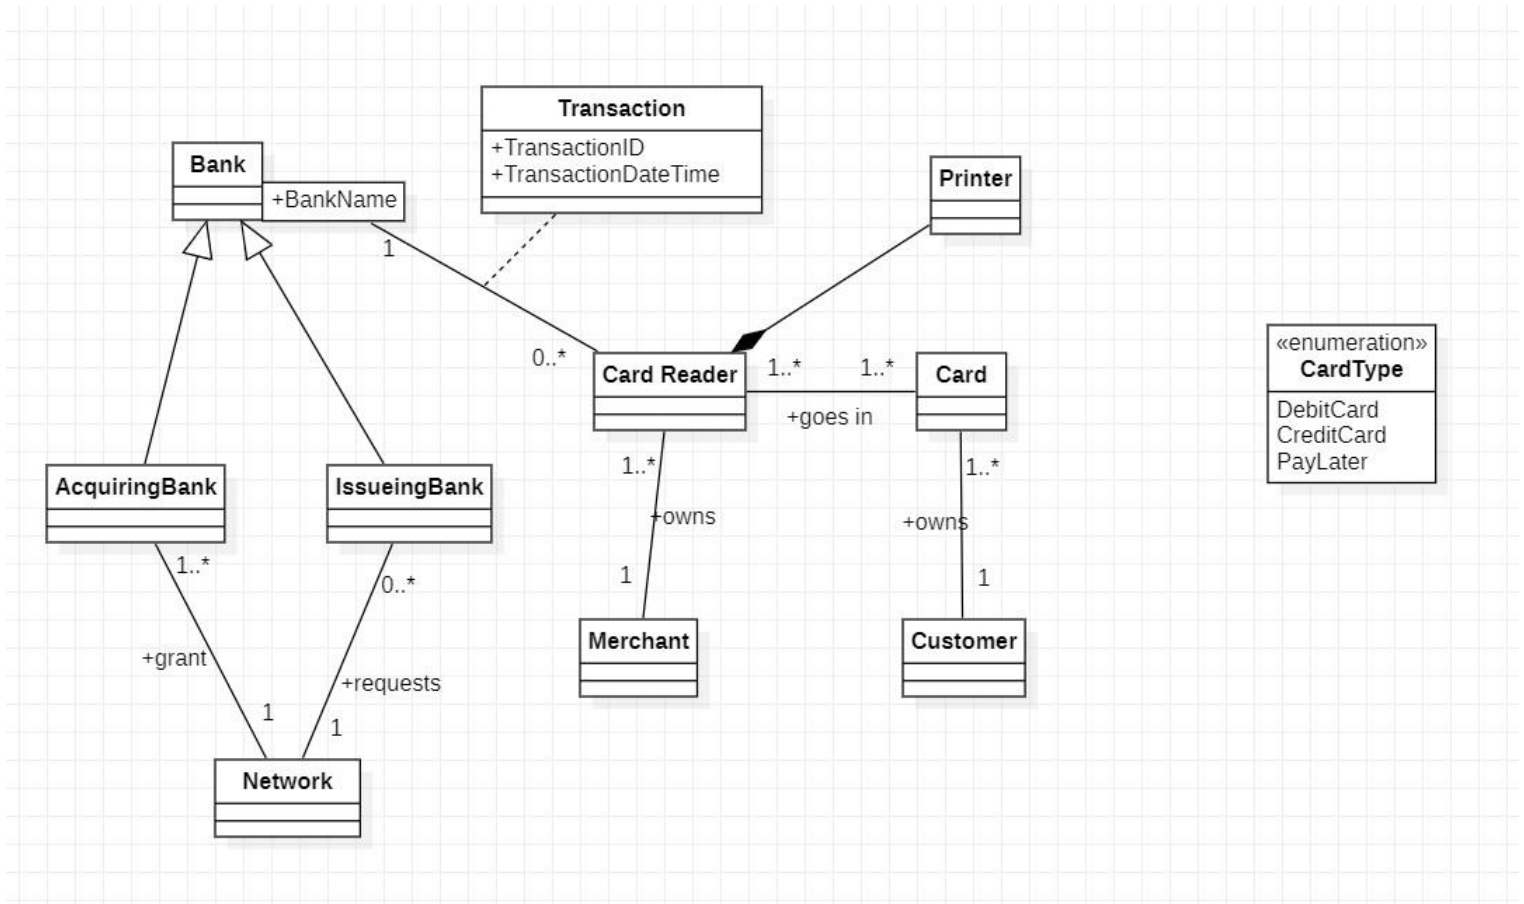 Transaction
+TransactionID
+TransactionDateTime
Bank
+BankName
1
0..*
Printer
Card Reader
1..*
1..*
+goes in
Card
«enumeration»
CardType
DebitCard
CreditCard
PayLater
AcquiringBank
IssueingBank
1..*
+owns
1
1..*
+owns
1
1..*
0..*
+grant
+requests
1
1
Merchant
Customer
Network